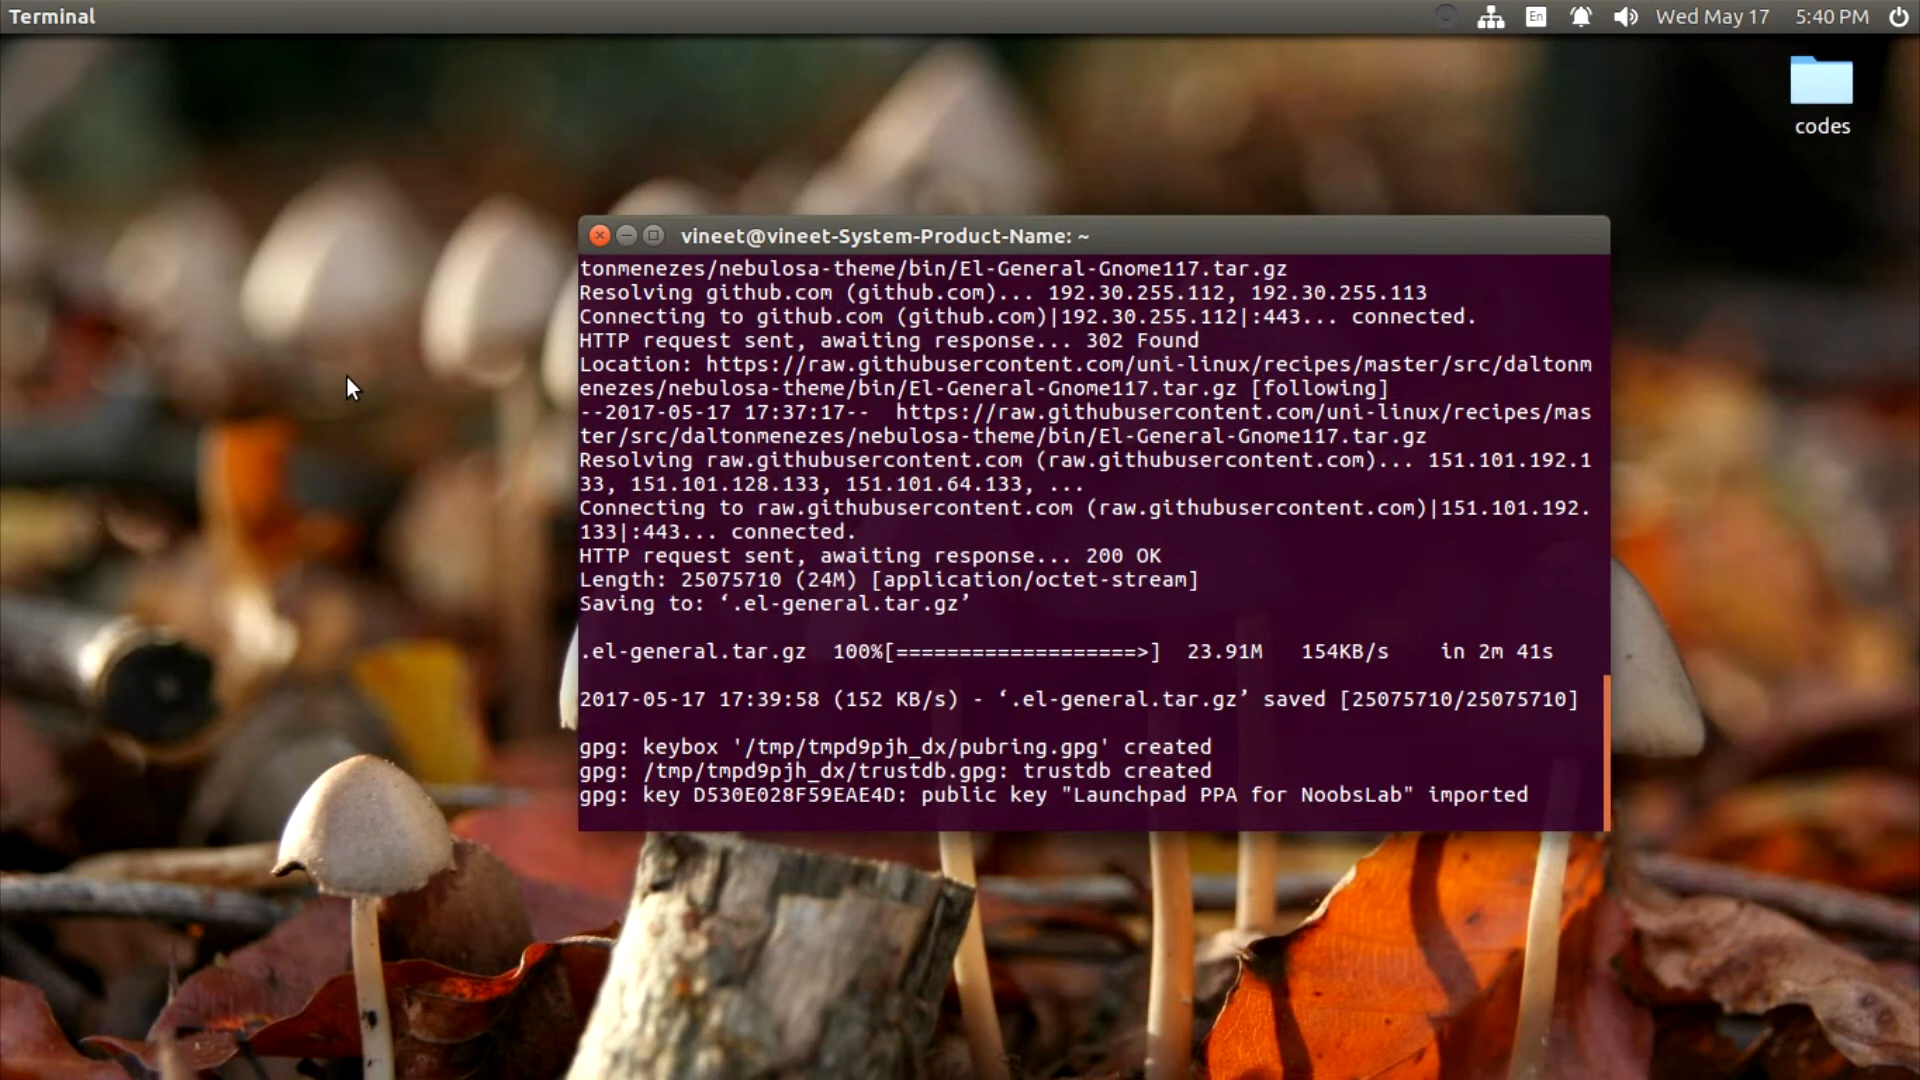 Terminal
En
Wed May 17 5:40 PM
codes
vineet@vineet-System-Product-Name: ~
tonmenezes/nebulosa-theme/bin/El-General-Gnome117.tar.gz
Resolving github.com (github.com)... 192.30.255.112, 192.30.255.113
Connecting to github.com (github.com)|192.30.255.112|:443... connected.
HTTP request sent, awaiting response... 302 Found
Location: https://raw.githubusercontent.com/uni-linux/recipes/master/src/daltonm
enezes/nebulosa-theme/bin/El-General-Gnome117.tar.gz [following]
--2017-05-17 17:37:17--  https://raw.githubusercontent.com/uni-linux/recipes/mas
ter/src/daltonmenezes/nebulosa-theme/bin/El-General-Gnome117.tar.gz
Resolving raw.githubusercontent.com (raw.githubusercontent.com)... 151.101.192.1
33, 151.101.128.133, 151.101.64.133, ...
Connecting to raw.githubusercontent.com (raw.githubusercontent.com)|151.101.192.
133|:443... connected.
HTTP request sent, awaiting response... 200 OK
Length: 25075710 (24M) [application/octet-stream]
Saving to: ‘.el-general.tar.gz’
.el-general.tar.gz  100%[===================>]  23.91M   154KB/s    in 2m 41s
2017-05-17 17:39:58 (152 KB/s) - ‘.el-general.tar.gz’ saved [25075710/25075710]
gpg: keybox '/tmp/tmpd9pjh_dx/pubring.gpg' created
gpg: /tmp/tmpd9pjh_dx/trustdb.gpg: trustdb created
gpg: key D530E028F59EAE4D: public key "Launchpad PPA for NoobsLab" imported